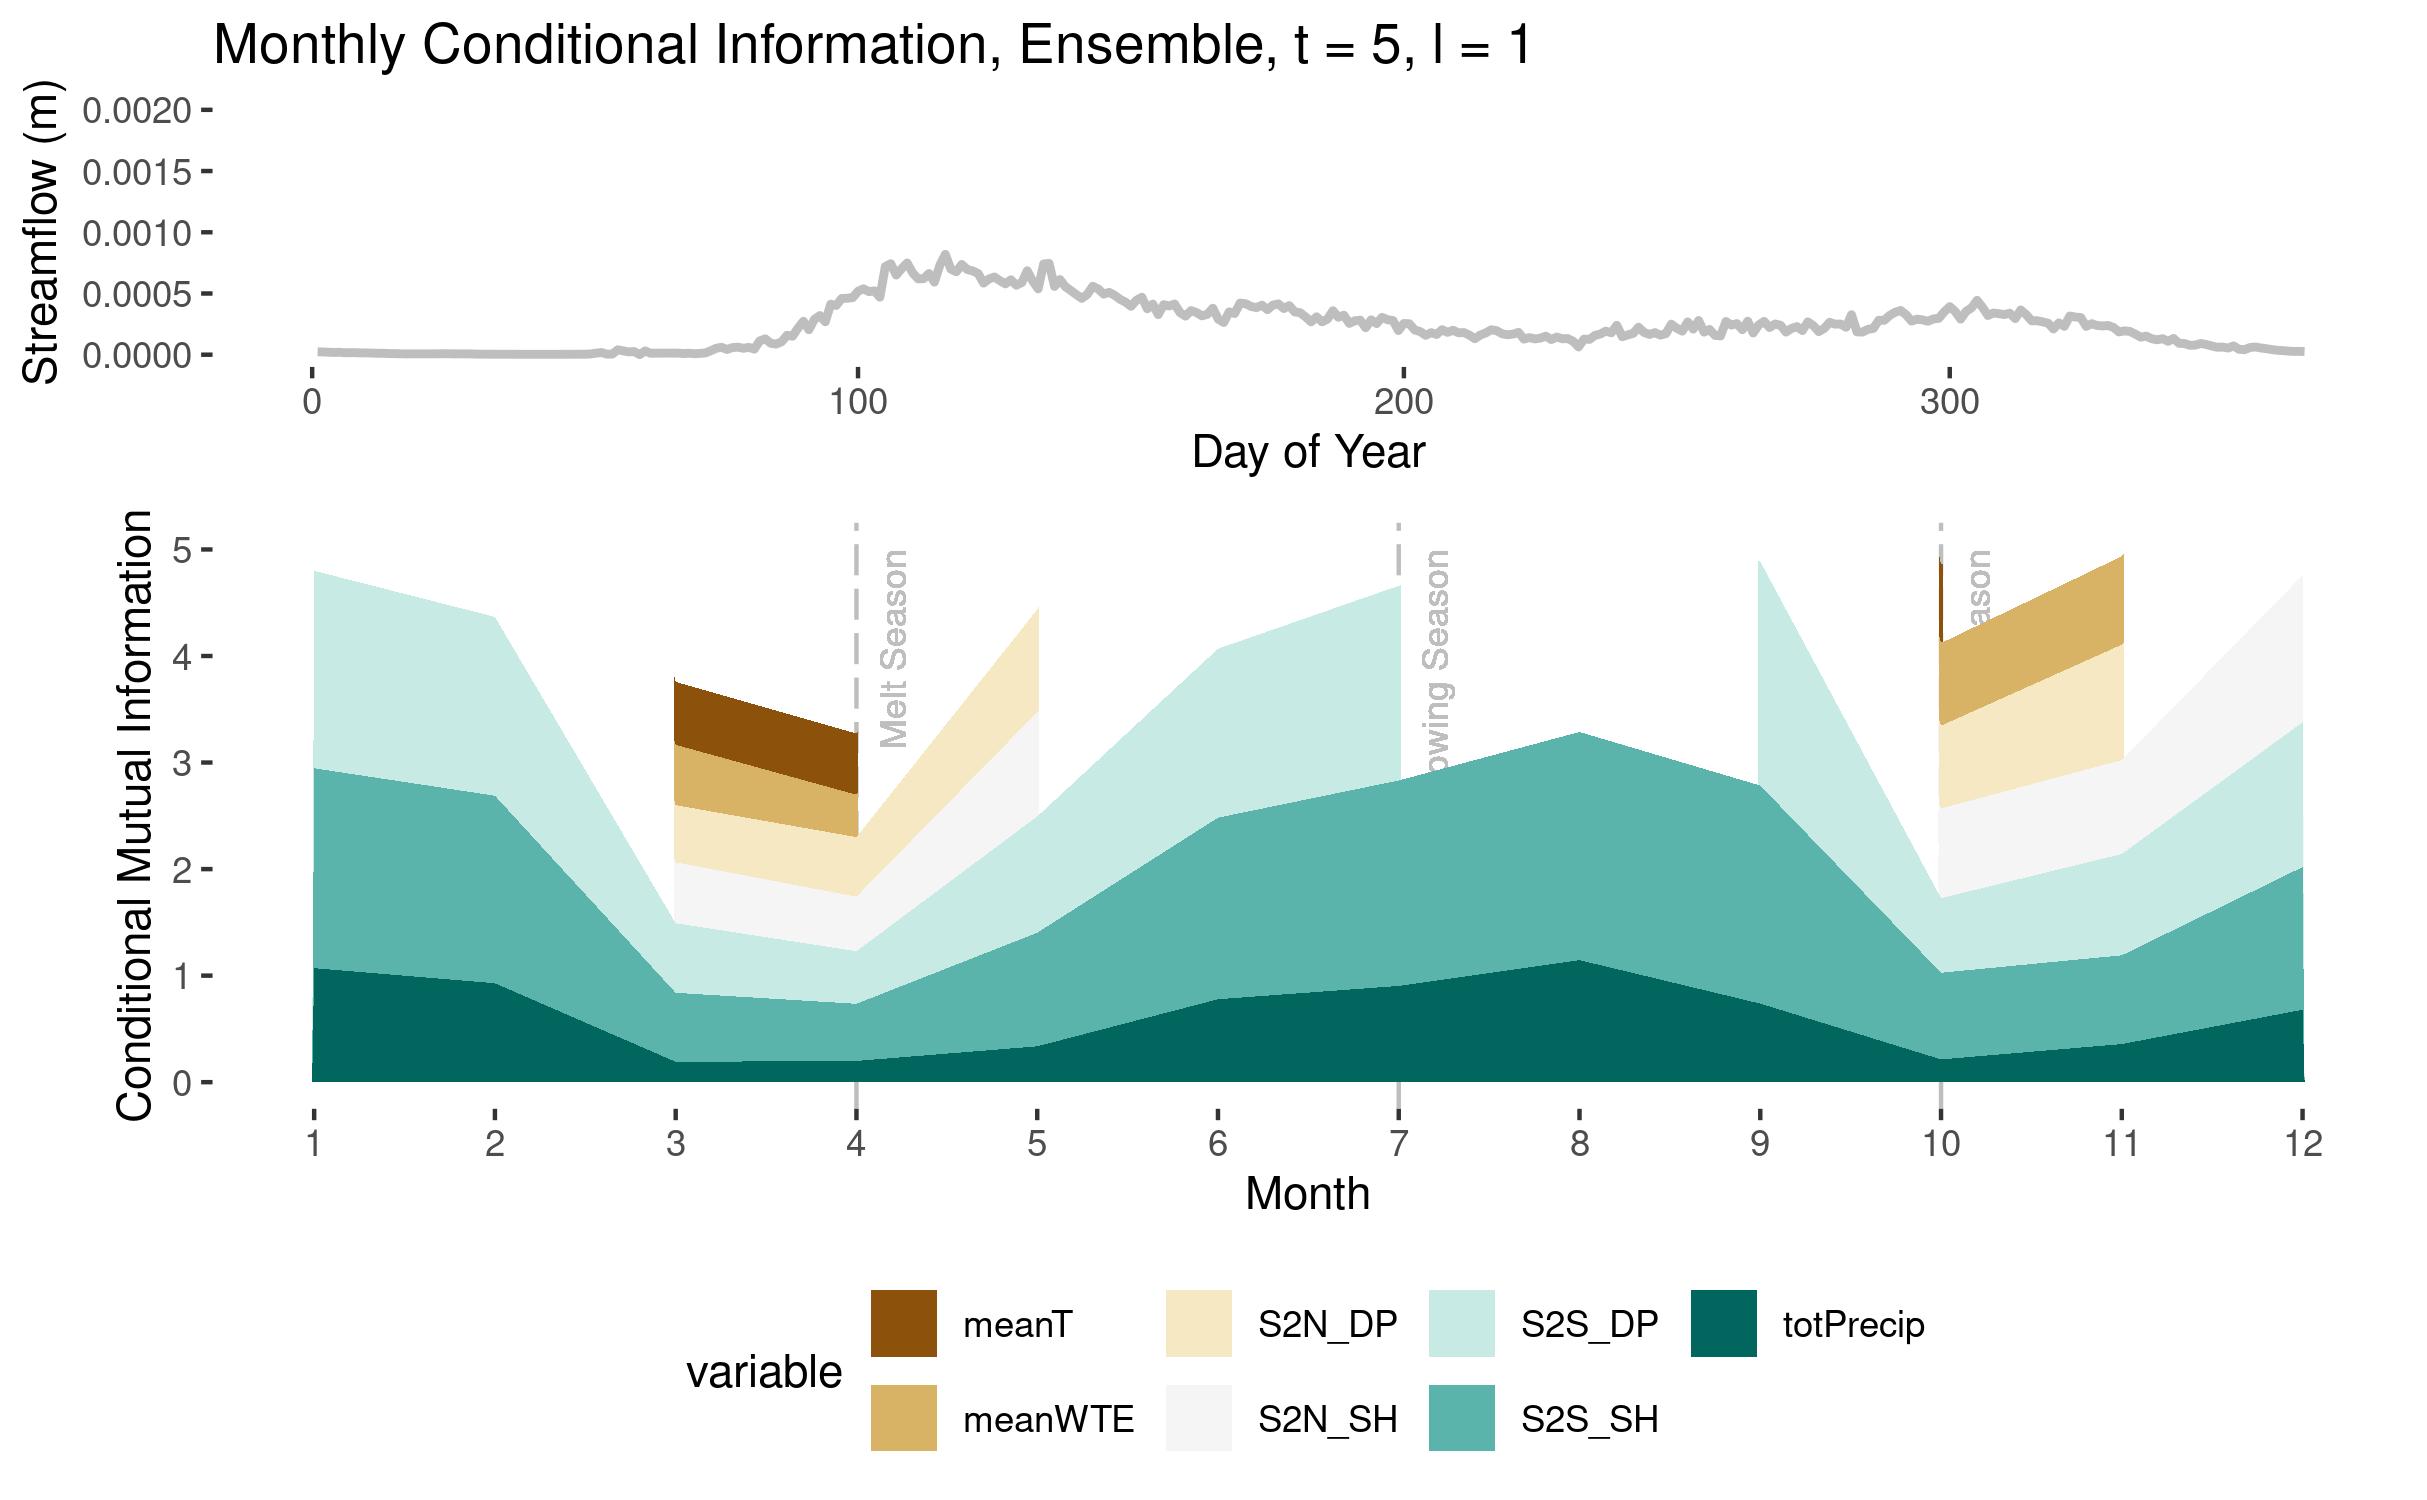 Monthly Conditional Information, Ensemble, t = 5, l = 1
Streamflow (m)
0.0020
0.0015
0.0010
0.0005
0.0000
0 100 200 300
Day of Year
Conditional Mutual Information
5
4
3
2
1
0
Melt Season
owing Season
ason
1 2 3 4 5 6 7 8 9 10 11 12
Month
variable
meanT S2N_DP S2S_DP totPrecip
meanWTE S2N_SH S2S_SH